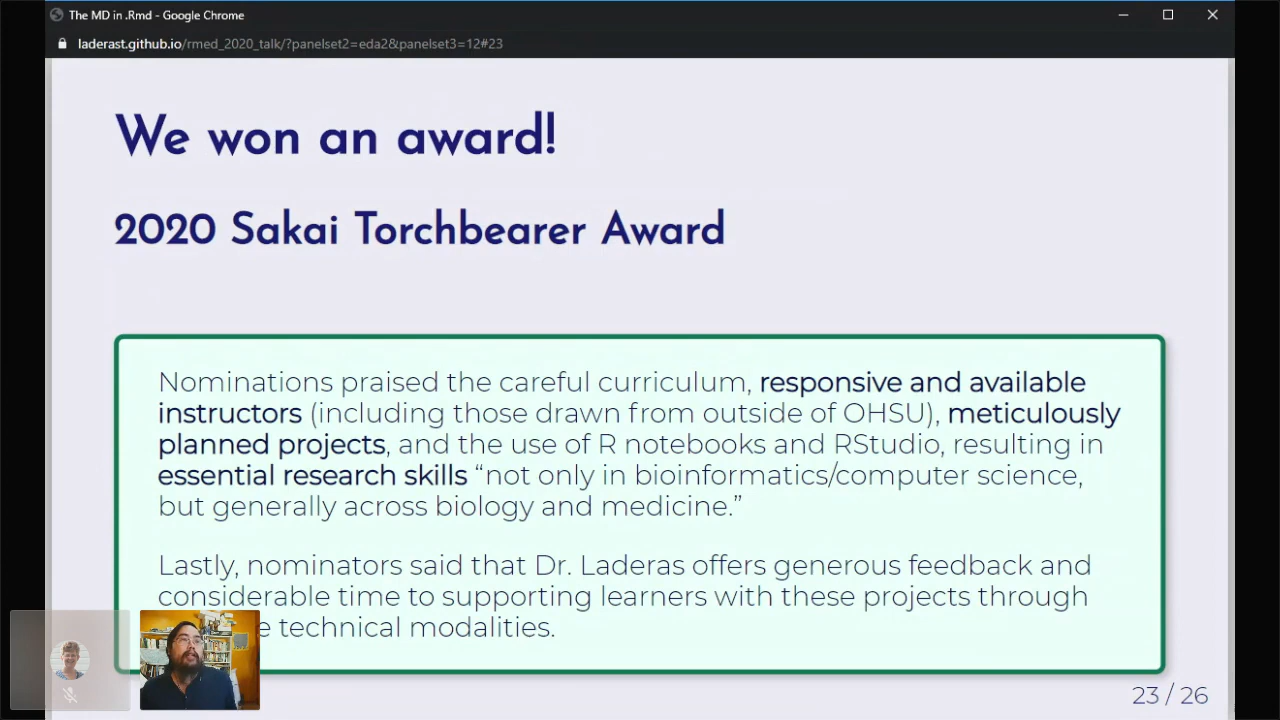 The MD in .Rmd - Google Chrome
laderast.github.io/rmed_2020_talk/?panelset2=eda2&panelset3=12#23
We won an award!
2020 Sakai Torchbearer Award
Nominations praised the careful curriculum, responsive and available
instructors (including those drawn from outside of OHSU), meticulously
planned projects, and the use of R notebooks and RStudio, resulting in
essential research skills “not only in bioinformatics/computer science,
but generally across biology and medicine.”
Lastly, nominators said that Dr. Laderas offers generous feedback and
considerable time to supporting learners with these projects through
technical modalities.
23 / 26